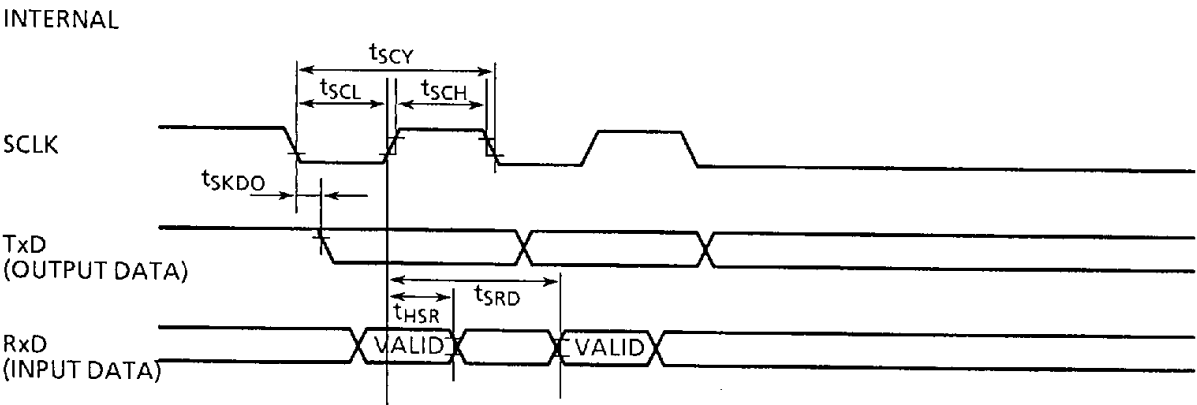 INTERNAL
tSCY
tSCL
tSCH
SCLK
tSKDO
TxD
(OUTPUT DATA)
tSRD
tHSR
RxD
(INPUT DATA)
VALID
VALID